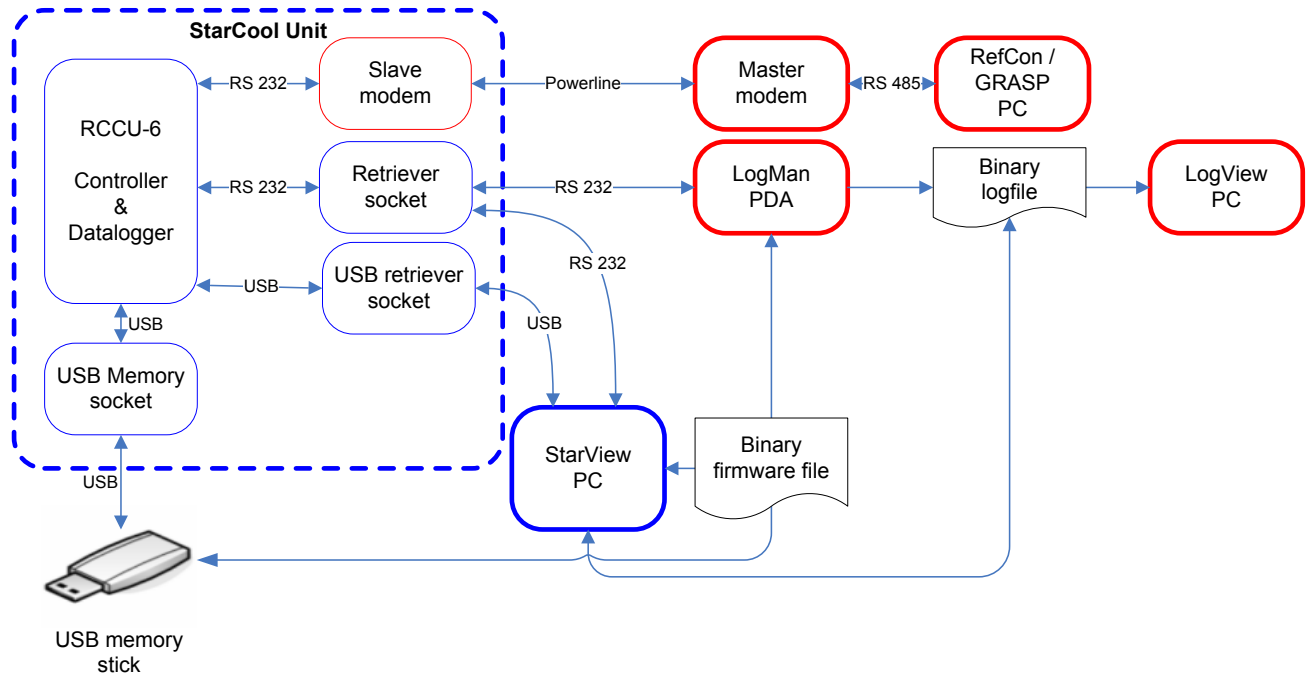 StarCool Unit
RCCU-6
Controller
&
Datalogger
RS 232
Slave
modem
Powerline
Master
modem
RS 485
RefCon /
GRASP
PC
RS 232
Retriever
socket
RS 232
LogMan
PDA
Binary
logfile
LogView
PC
RS 232
USB
USB retriever
socket
USB
USB
USB Memory
socket
USB
StarView
PC
Binary
firmware file
USB memory
stick